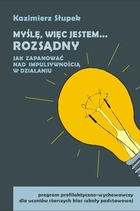 Kazimierz Słupek
MYŚLĘ, WIĘC JESTEM...
ROZSĄDNY
JAK ZAPANOWAĆ
NAD IMPULSYWNOŚCIĄ
W DZIAŁANIU
program profilaktyczno-wychowawczy
dla uczniów starszych klas szkoły podstawowej